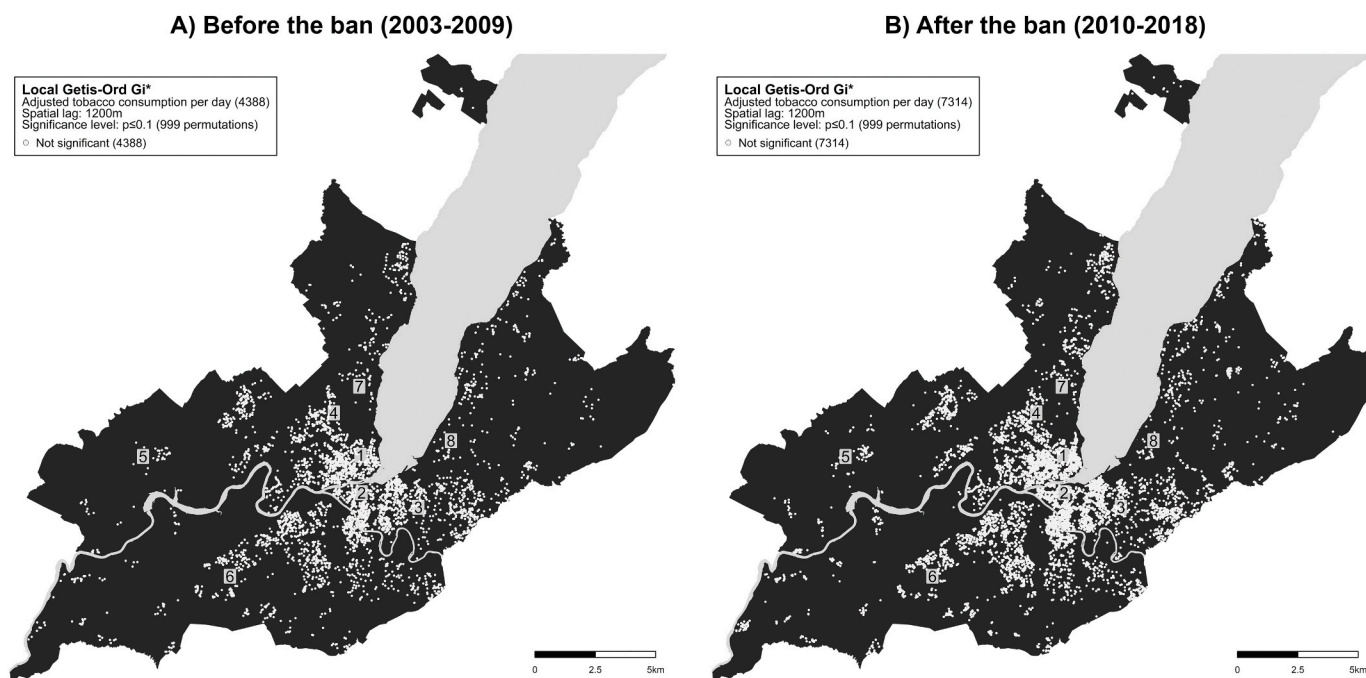 A) Before the ban (2003-2009)
Local Getis-Ord Gi*
Adjusted tobacco consumption per day (4388)
Spatial lag: 1200m
Significance level: p≤0.1 (999 permutations)
Not significant (4388)
7
4
8
1
5
2
3
6
0 2.5 5km
B) After the ban (2010-2018)
Local Getis-Ord Gi*
Adjusted tobacco consumption per day (7314)
Spatial lag: 1200m
Significance level: p≤0.1 (999 permutations)
Not significant (7314)
7
4
8
1
5
2
3
6
0 2.5 5km